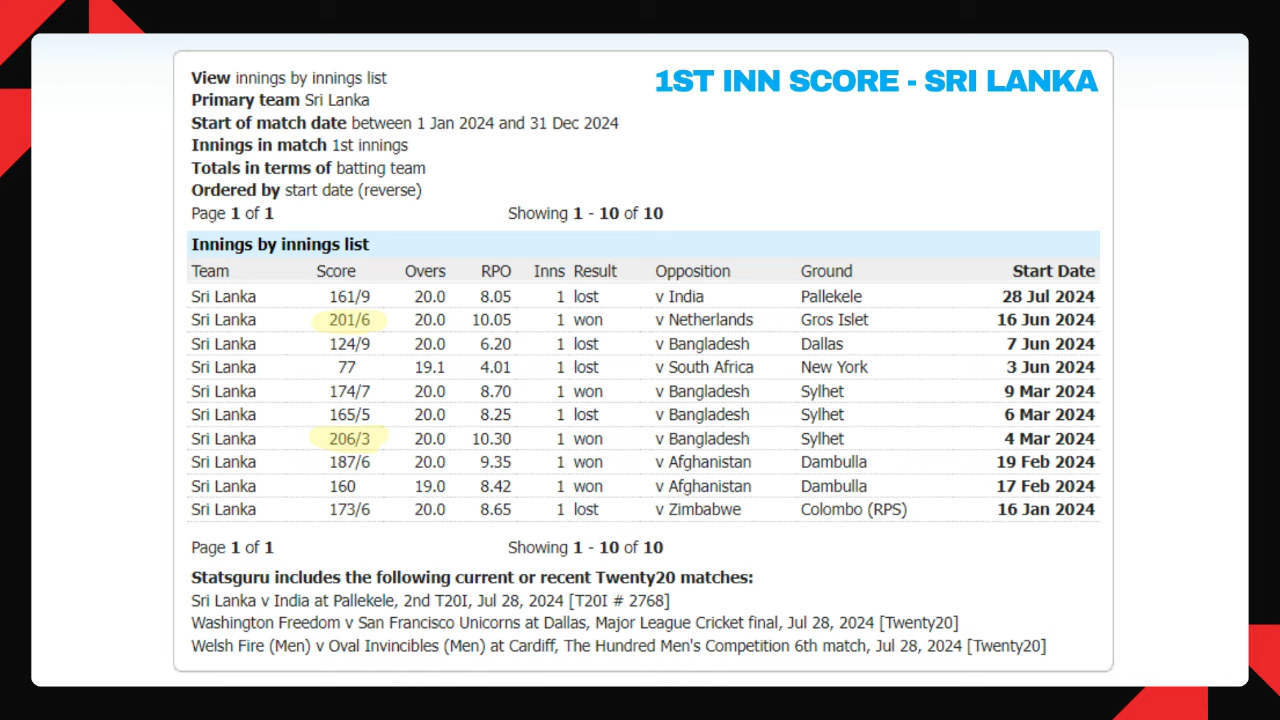 1ST INN SCORE - SRI LANKA
View innings by innings list
Primary team Sri Lanka
Start of match date between 1 Jan 2024 and 31 Dec 2024
Innings in match 1st innings
Totals in terms of batting team
Ordered by start date (reverse)
Page 1 of 1 Showing 1 - 10 of 10
Innings by innings list
Team Score Overs RPO Inns Result Opposition Ground Start Date
Sri Lanka 161/9 20.0 8.05 1 lost v India Pallekele 28 Jul 2024
Sri Lanka 201/6 20.0 10.05 1 won v Netherlands Gros Islet 16 Jun 2024
Sri Lanka 124/9 20.0 6.20 1 lost v Bangladesh Dallas 7 Jun 2024
Sri Lanka 77 19.1 4.01 1 lost v South Africa New York 3 Jun 2024
Sri Lanka 174/7 20.0 8.70 1 won v Bangladesh Sylhet 9 Mar 2024
Sri Lanka 165/5 20.0 8.25 1 lost v Bangladesh Sylhet 6 Mar 2024
Sri Lanka 206/3 20.0 10.30 1 won v Bangladesh Sylhet 4 Mar 2024
Sri Lanka 187/6 20.0 9.35 1 won v Afghanistan Dambulla 19 Feb 2024
Sri Lanka 160 19.0 8.42 1 won v Afghanistan Dambulla 17 Feb 2024
Sri Lanka 173/6 20.0 8.65 1 lost v Zimbabwe Colombo (RPS) 16 Jan 2024
Page 1 of 1 Showing 1 - 10 of 10
Statsguru includes the following current or recent Twenty20 matches:
Sri Lanka v India at Pallekele, 2nd T20I, Jul 28, 2024 [T20I # 2768]
Washington Freedom v San Francisco Unicorns at Dallas, Major League Cricket final, Jul 28, 2024 [Twenty20]
Welsh Fire (Men) v Oval Invincibles (Men) at Cardiff, The Hundred Men's Competition 6th match, Jul 28, 2024 [Twenty20]